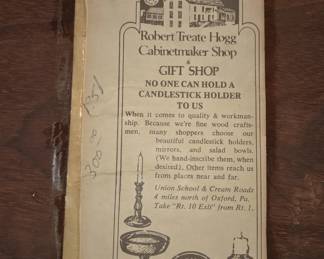 Robert Treate Hogg
Cabinetmaker Shop
&
GIFT SHOP
NO ONE CAN HOLD A
CANDLESTICK HOLDER
TO US
When it comes to quality & workman-
ship. Because we're fine wood crafts-
men, many shoppers choose our
beautiful candlestick holders,
mirrors, and salad bowls.
(We hand-inscribe them, when
desired). Other items reach us
from places near and far.
Union School & Cream Roads
4 miles north of Oxford, Pa.
Take "Rt. 10 Exit" from Rt. 1.